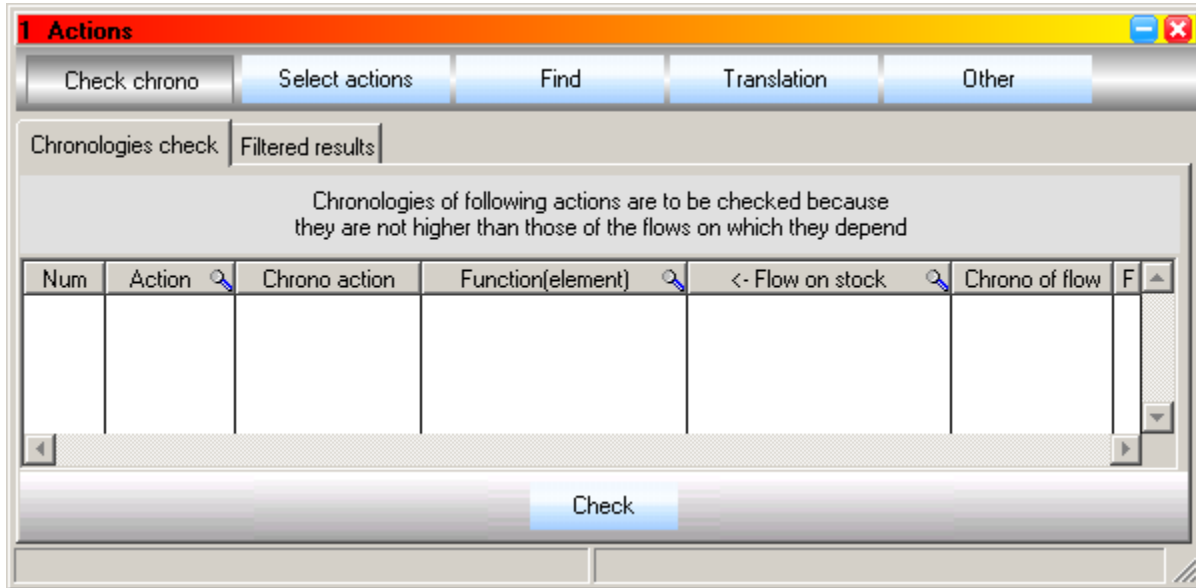 1 Actions
Check chrono Select actions Find Translation Other
Chronologies check Filtered results
Chronologies of following actions are to be checked because
they are not higher than those of the flows on which they depend
Num Action Chrono action Function(element) <- Flow on stock Chrono of flow F
Check